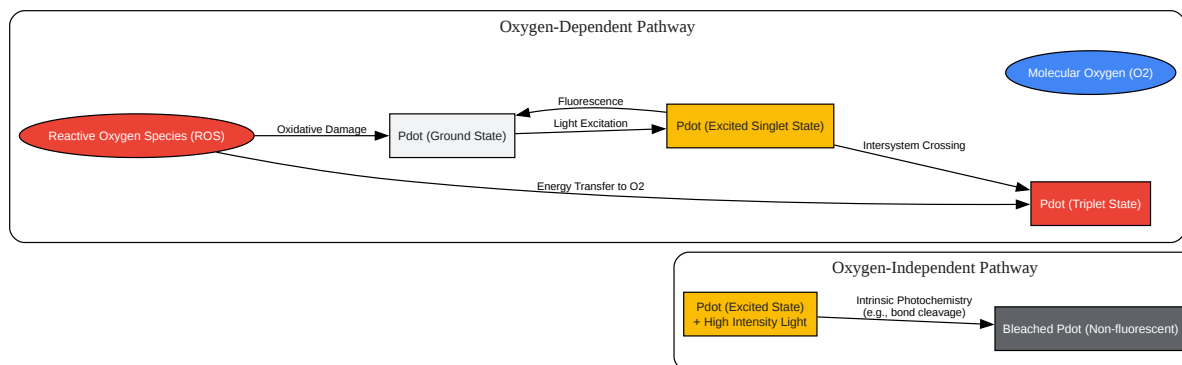 Oxygen-Dependent Pathway
Molecular Oxygen (O2)
Fluorescence
Reactive Oxygen Species (ROS)
Oxidative Damage
Pdot (Ground State)
Light Excitation
Pdot (Excited Singlet State)
Intersystem Crossing
Energy Transfer to O2
Pdot (Triplet State)
Oxygen-Independent Pathway
Pdot (Excited State)
+ High Intensity Light
Intrinsic Photochemistry
(e.g., bond cleavage)
Bleached Pdot (Non-fluorescent)